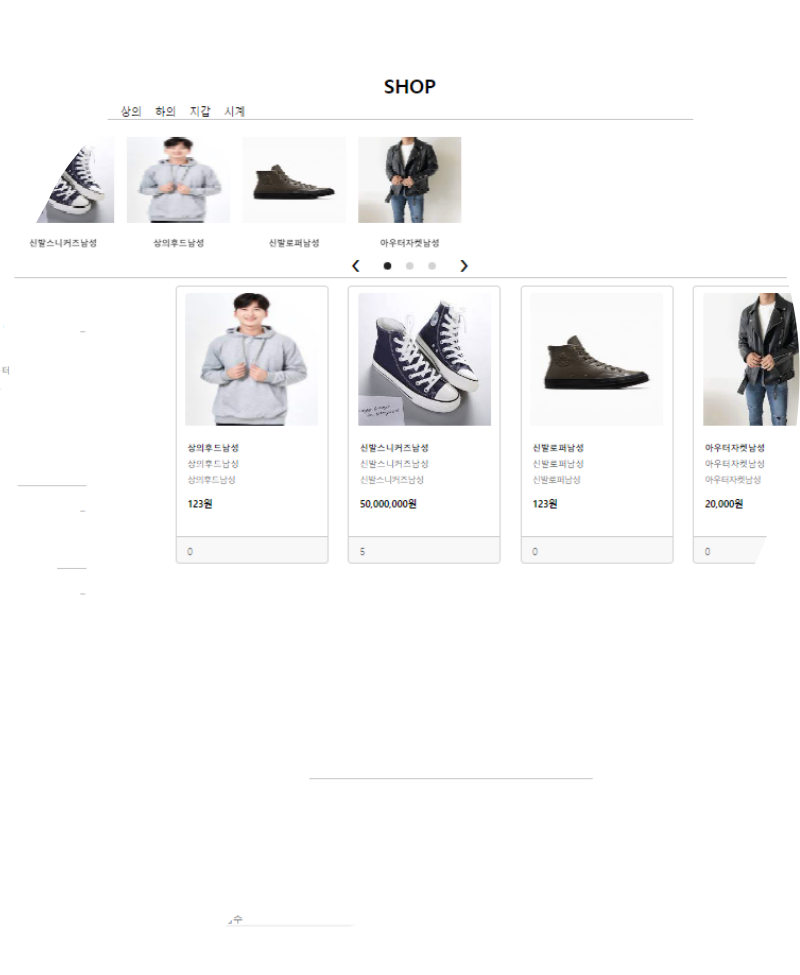 SHOP
상의 하의 지갑 시계
신발스니커즈남성 상의후드남성 신발로퍼남성 아우터자켓남성
터
상의후드남성 신발스니커즈남성 신발로퍼남성 아우터자켓남성
상의후드남성 신발스니커즈남성 신발로퍼남성 아우터자켓남성
상의후드남성 신발스니커즈남성 신발로퍼남성 아우터자켓남성
123원 50,000,000원 123원 20,000원
0 5 0 0
수